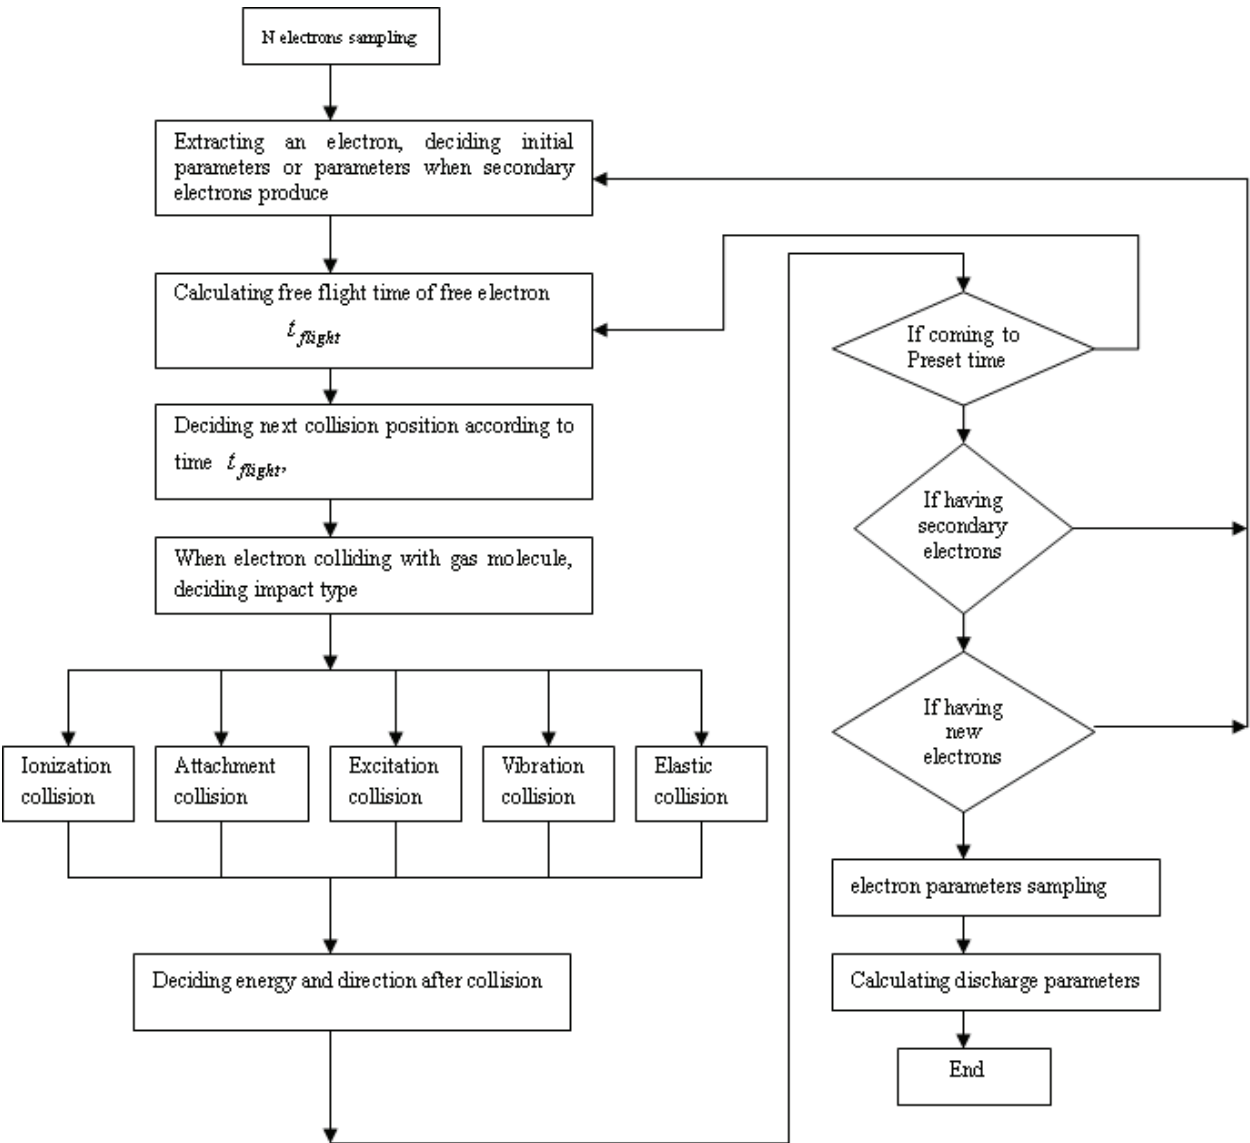 N electrons sampling
Extracting an electron, deciding initial
parameters or parameters when secondary
electrons produce
Calculating free flight time of free electron
t flight
Deciding next collision position according to
time t flight,
When electron colliding with gas molecule,
deciding impact type
Ionization
collision
Attachment
collision
Excitation
collision
Vibration
collision
Elastic
collision
Deciding energy and direction after collision
If coming to
Preset time
If having
secondary
electrons
If having
new
electrons
electron parameters sampling
Calculating discharge parameters
End